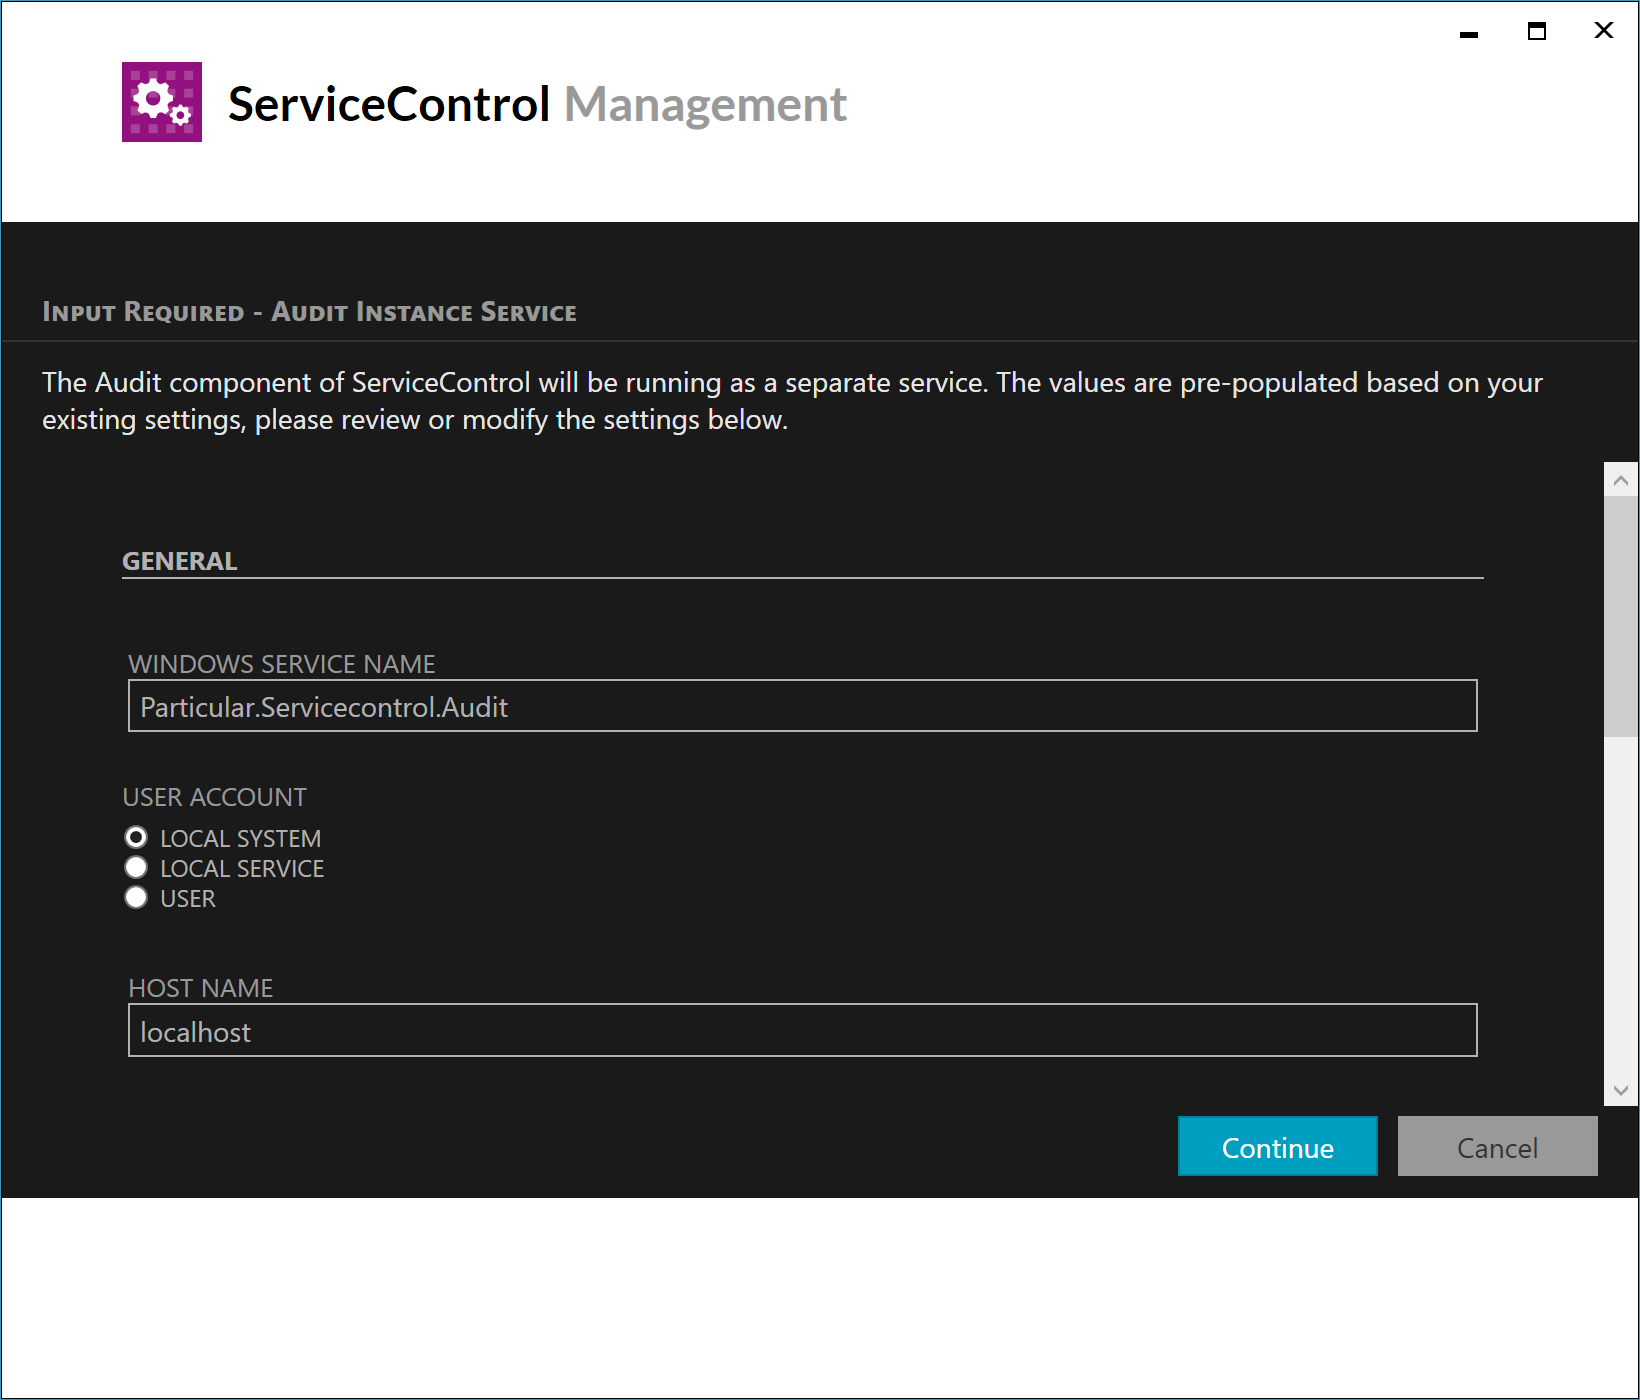 ServiceControl Management
Input Required - Audit Instance Service
The Audit component of ServiceControl will be running as a separate service. The values are pre-populated based on your
existing settings, please review or modify the settings below.
GENERAL
WINDOWS SERVICE NAME
Particular.Servicecontrol.Audit
USER ACCOUNT
LOCAL SYSTEM
LOCAL SERVICE
USER
HOST NAME
localhost
Continue Cancel